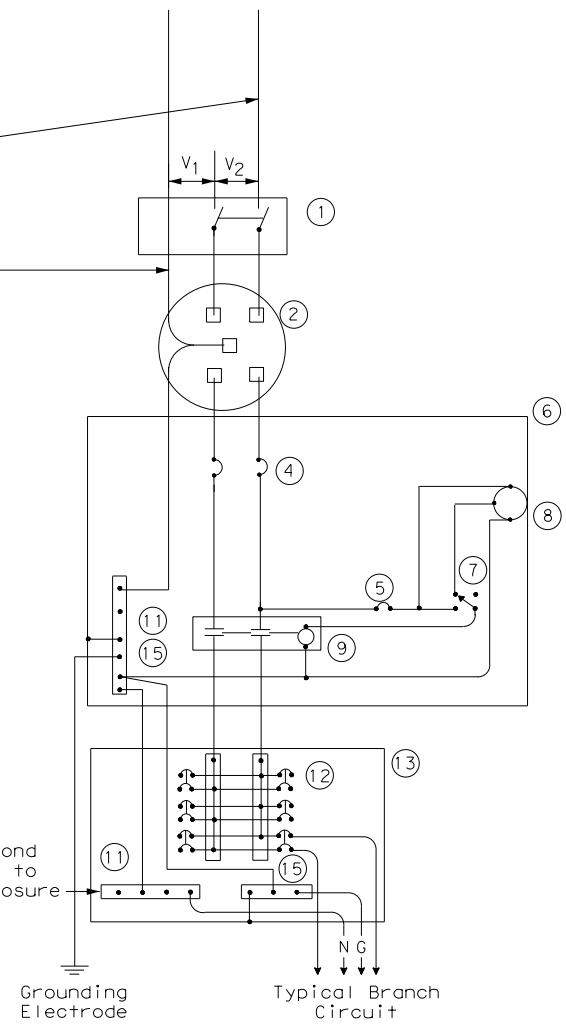 V1 V2
1
2
6
4
8
5
7
11
15
9
13
12
ond
to
osure
11
15
N G
Grounding
Electrode
Typical Branch
Circuit